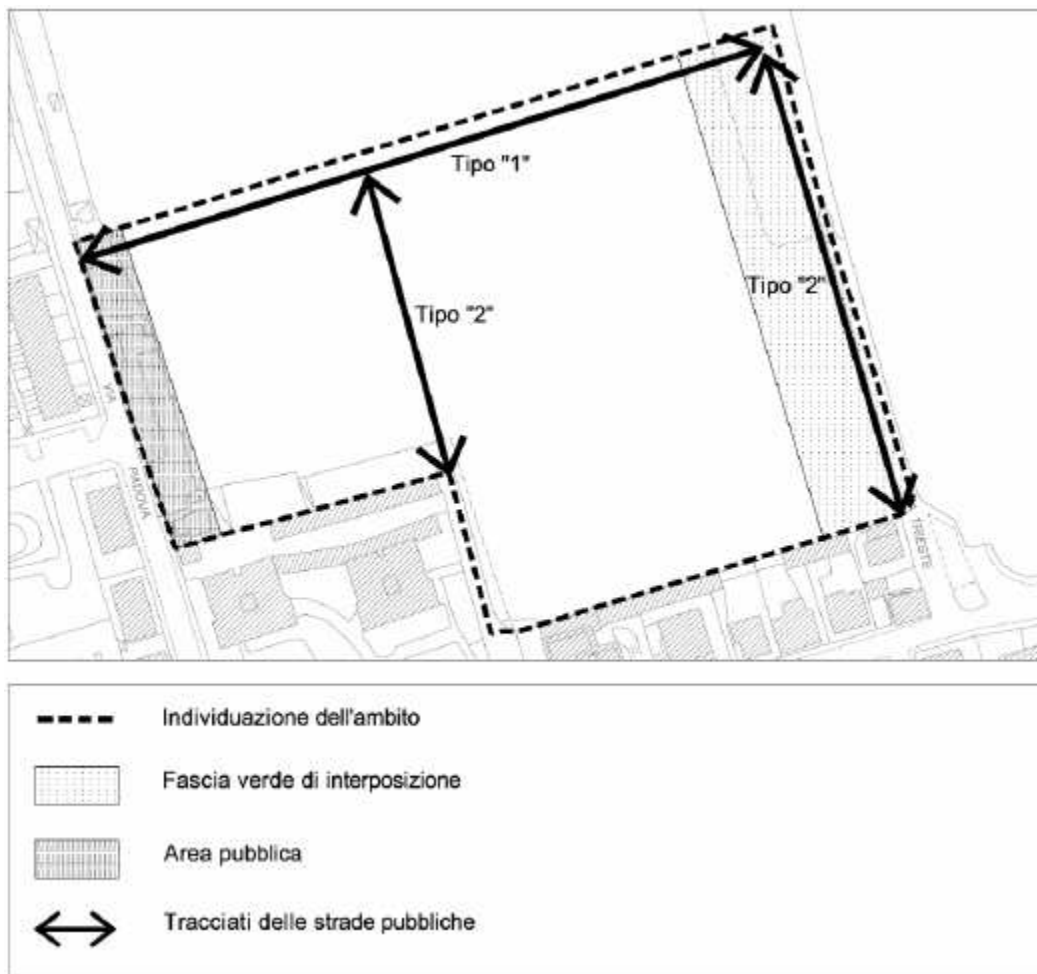 Tipo "1"
Tipo "2"
Tipo "2"
VIA
PADOVA
TRIESTE
Individuazione dell'ambito
Fascia verde di interposizione
Area pubblica
Tracciati delle strade pubbliche